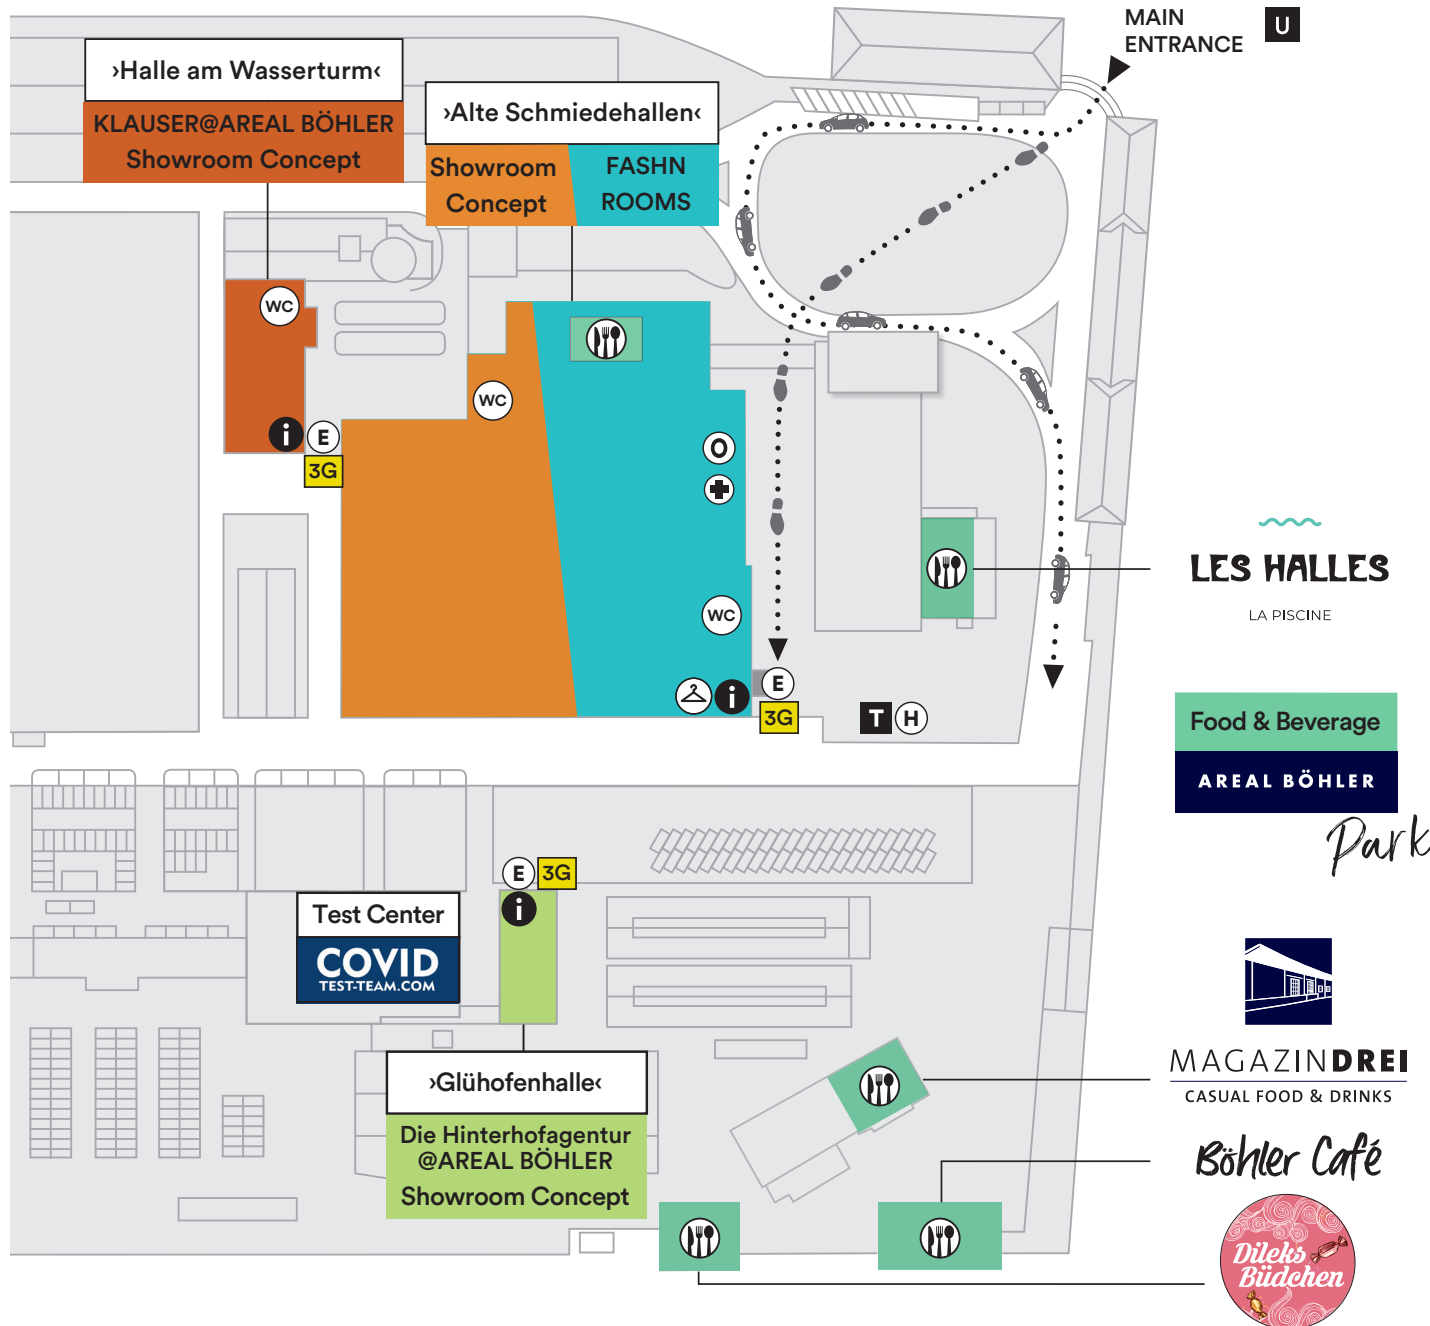 MAIN
ENTRANCE
U
›Halle am Wasserturm‹
KLAUSER@AREAL BÖHLER
Showroom Concept
›Alte Schmiedehallen‹
Showroom
Concept
FASHN
ROOMS
WC
WC
i
E
3G
O
WC
i
E
3G
T
H
LES HALLES
LA PISCINE
Food & Beverage
AREAL BÖHLER
Park
E
3G
i
Test Center
COVID
TEST-TEAM.COM
›Glühofenhalle‹
Die Hinterhofagentur
@AREAL BÖHLER
Showroom Concept
MAGAZINDREI
CASUAL FOOD & DRINKS
Böhler Café
Dileks
Büdchen